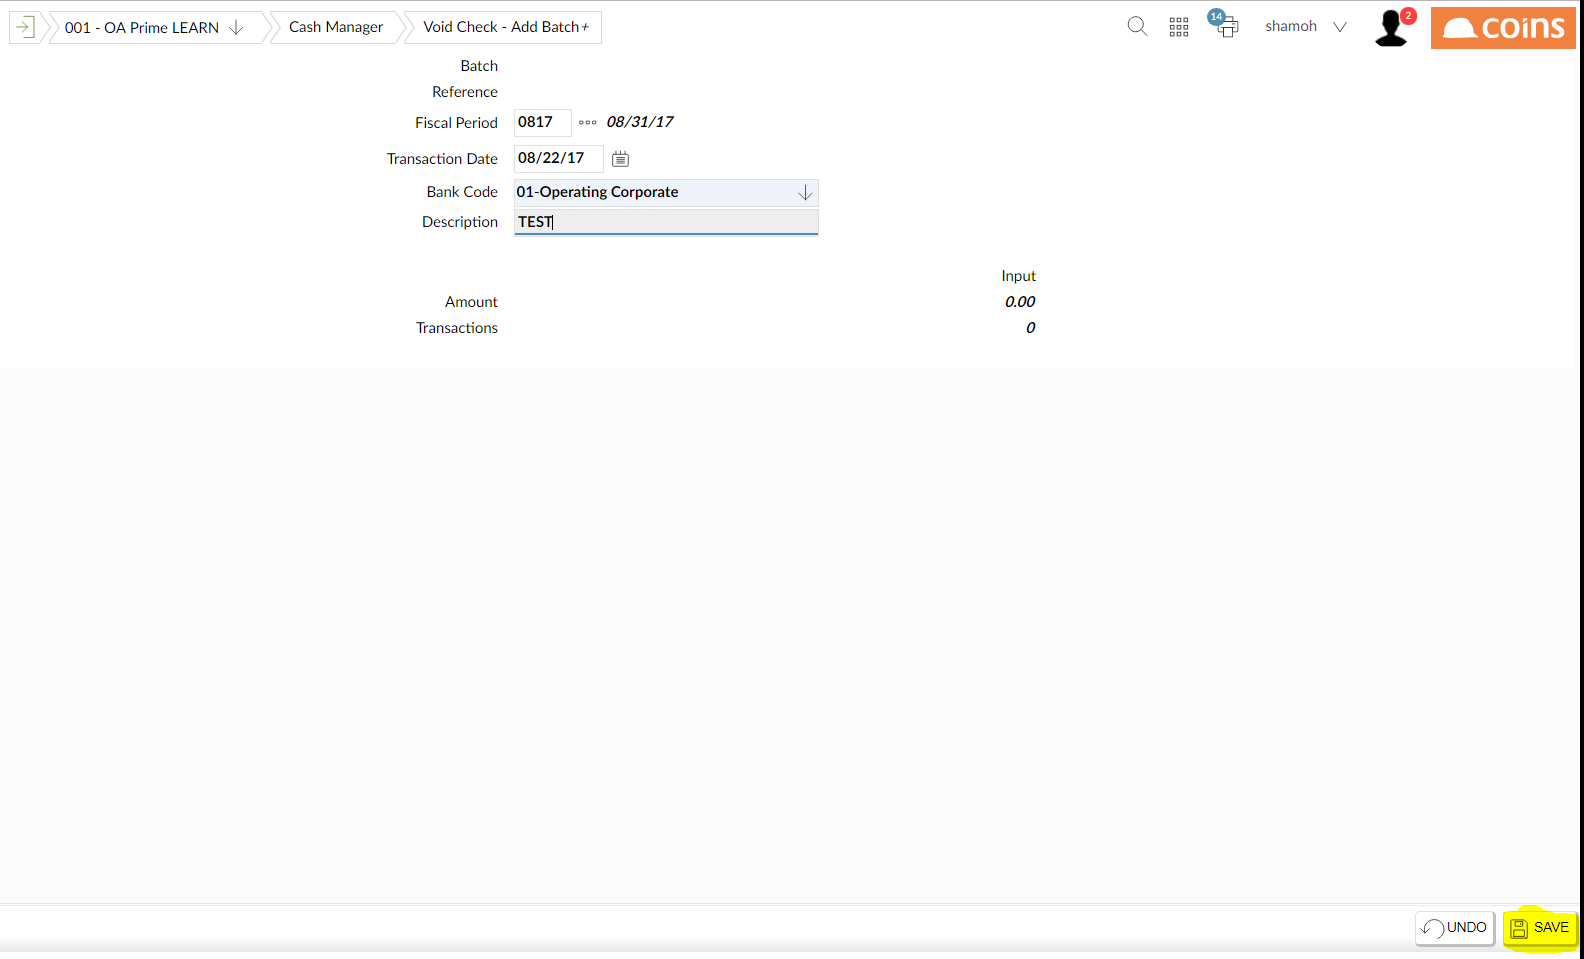 001 - OA Prime LEARN Cash Manager Void Check - Add Batch+ 14 shamoh 2 coins
Batch
Reference
Fiscal Period 0817 08/31/17
Transaction Date 08/22/17
Bank Code 01-Operating Corporate
Description TEST
Input
Amount 0.00
Transactions 0
UNDO SAVE